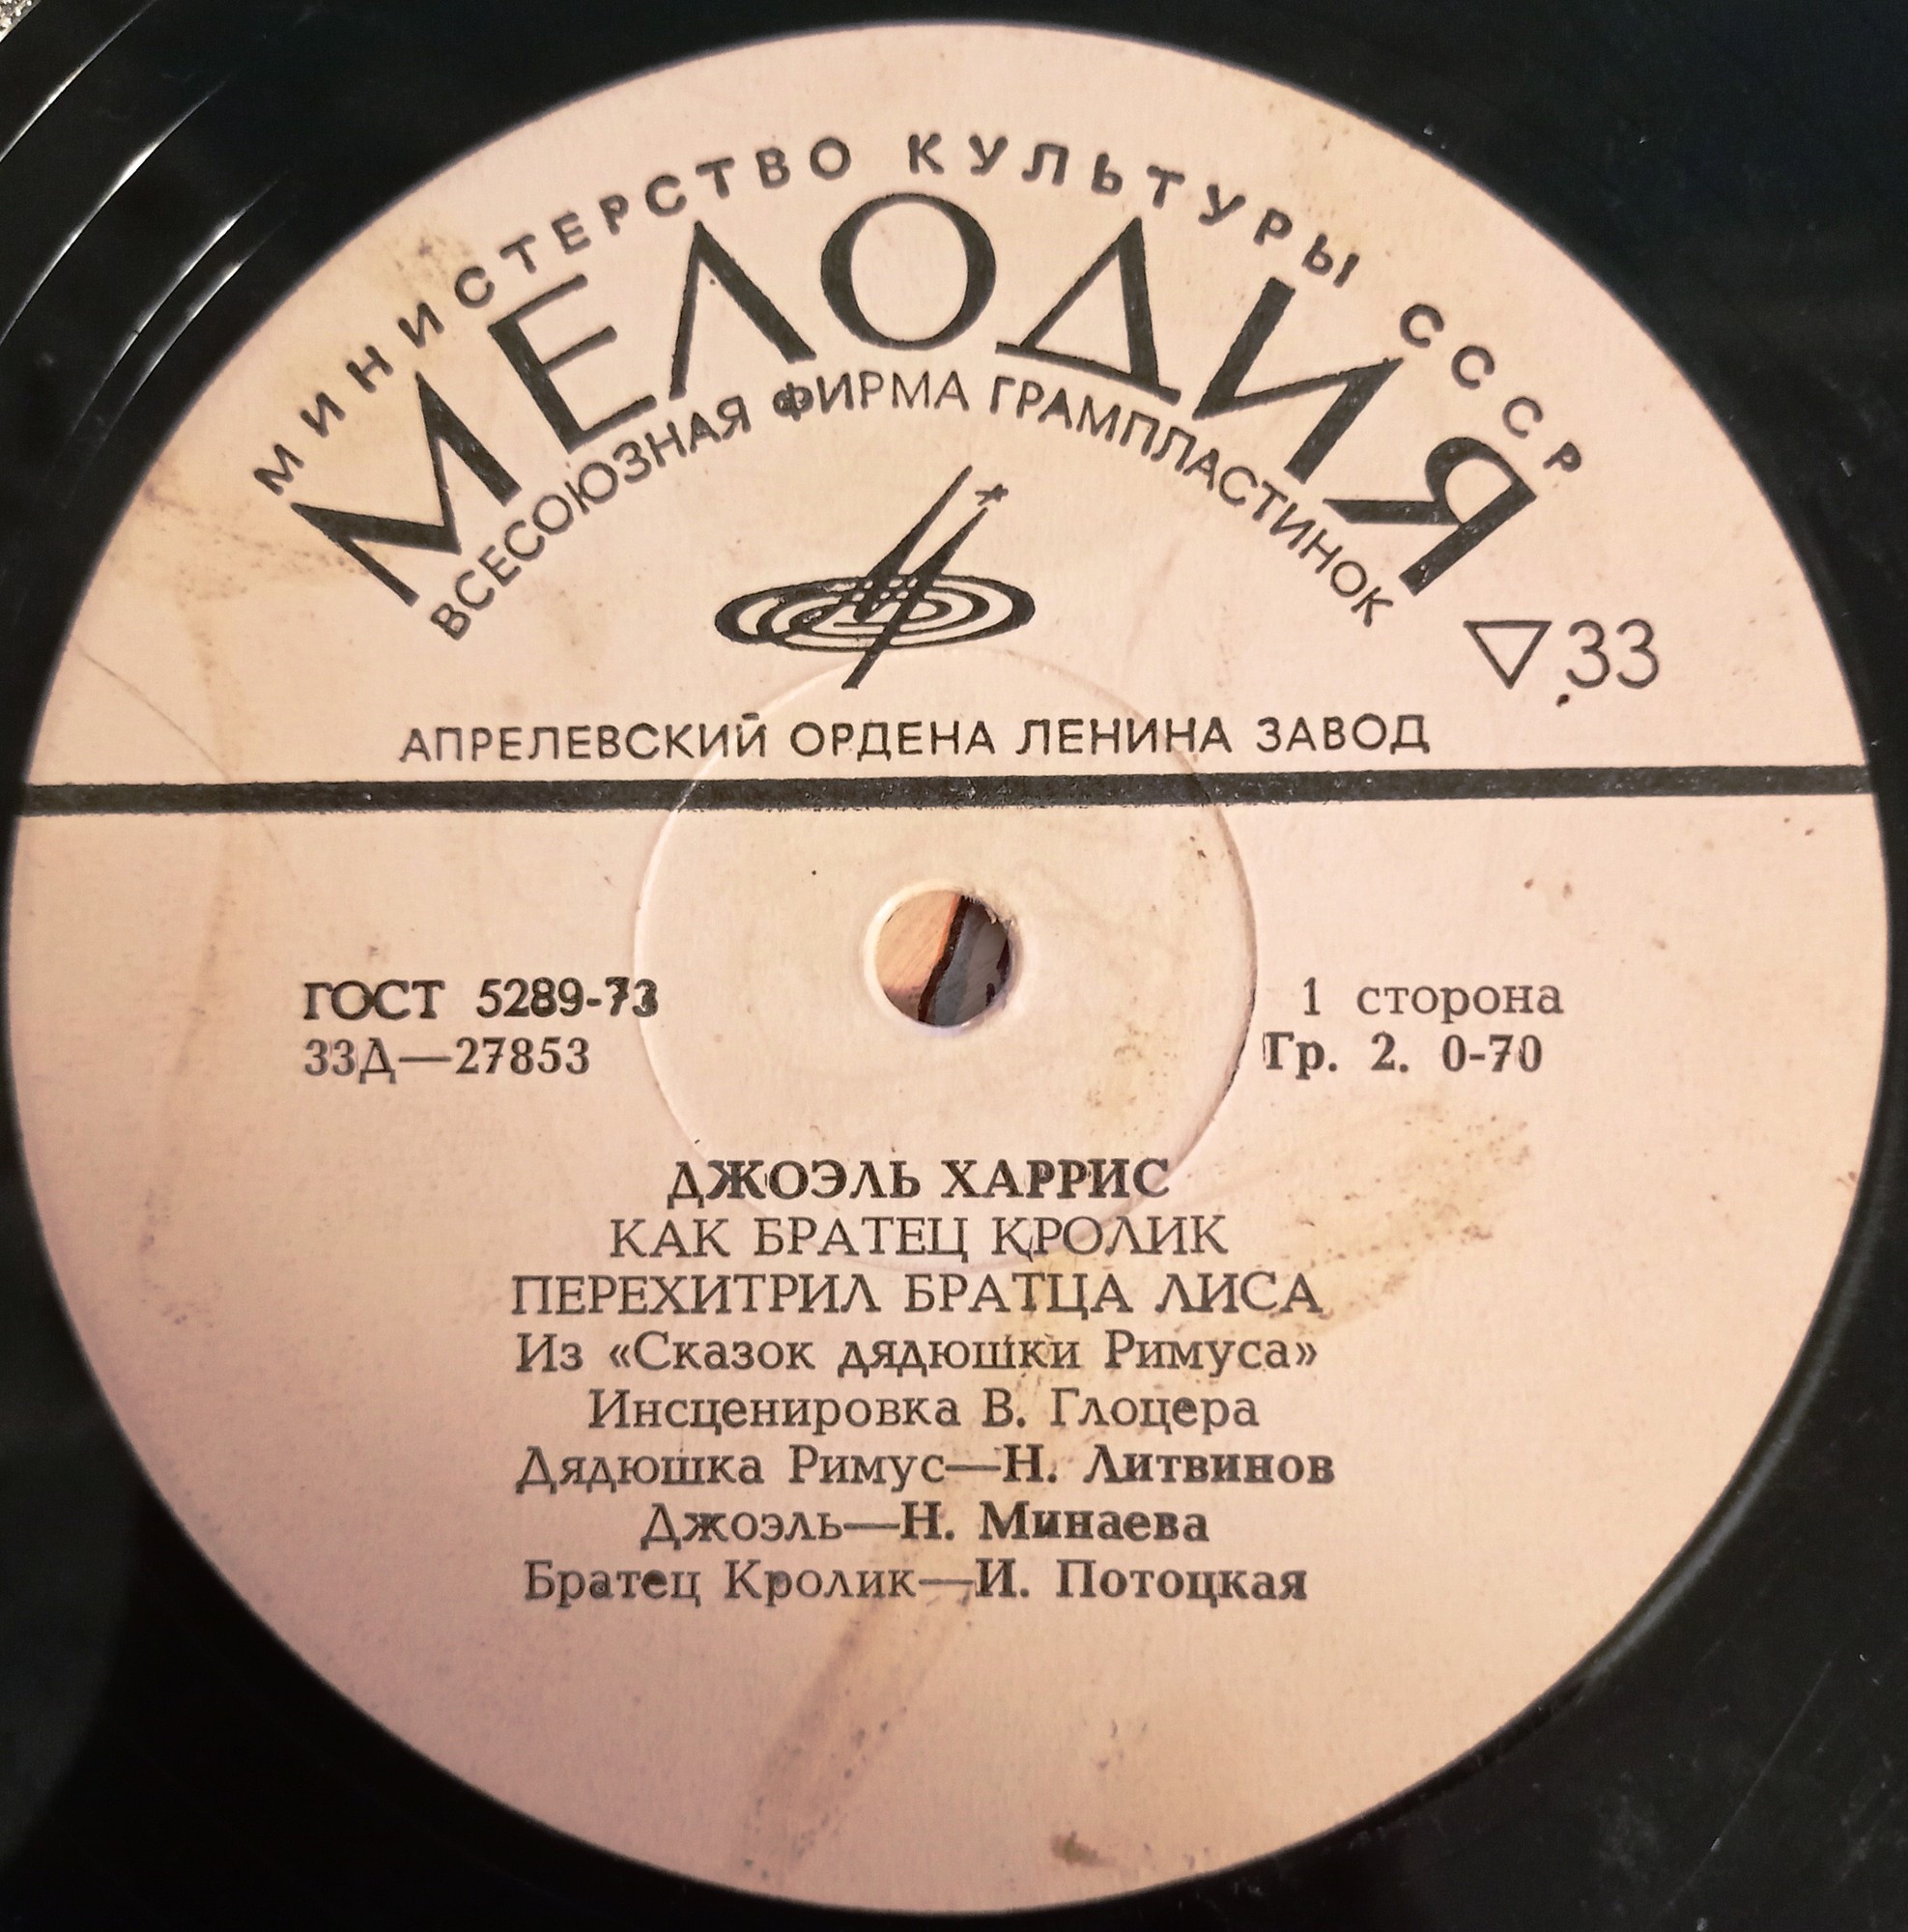 МИНИСТЕРСТВО КУЛЬТУРЫ СССР
МЕЛОДИЯ
ВСЕСОЮЗНАЯ ФИРМА ГРАМПЛАСТИНОК
▽33
АПРЕЛЕВСКИЙ ОРДЕНА ЛЕНИНА ЗАВОД
ГОСТ 5289-73
33Д—27853
1 сторона
Гр. 2. 0-70
ДЖОЭЛЬ ХАРРИС
КАК БРАТЕЦ КРОЛИК
ПЕРЕХИТРИЛ БРАТЦА ЛИСА
Из «Сказок дядюшки Римуса»
Инсценировка В. Глоцера
Дядюшка Римус—Н. Литвинов
Джоэль—Н. Минаева
Братец Кролик—И. Потоцкая